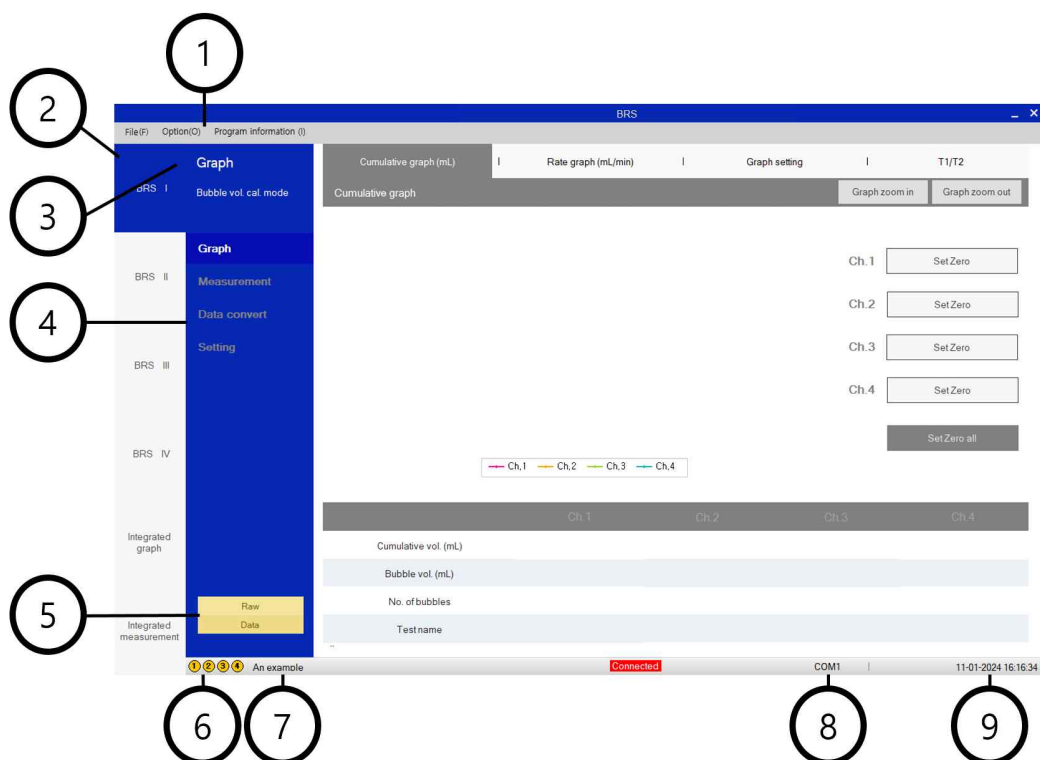 1
2
BRS
File(F) Option(O) Program information (I)
3
Graph
BRS I
Bubble vol. cal. mode
Cumulative graph (mL) | Rate graph (mL/min) | Graph setting | T1/T2
Cumulative graph
Graph zoom in
Graph zoom out
4
Graph
Measurement
Data convert
Setting
BRS II
BRS III
BRS IV
Integrated
graph
Integrated
measurement
Ch.1 Set Zero
Ch.2 Set Zero
Ch.3 Set Zero
Ch.4 Set Zero
Set Zero all
Ch,1 Ch,2 Ch,3 Ch,4
Ch.1 Ch.2 Ch.3 Ch.4
Cumulative vol. (mL)
Bubble vol. (mL)
No. of bubbles
Test name
5
Raw
Data
1 2 3 4 An example
Connected
COM1 | 11-01-2024 16:16:34
6 7 8 9